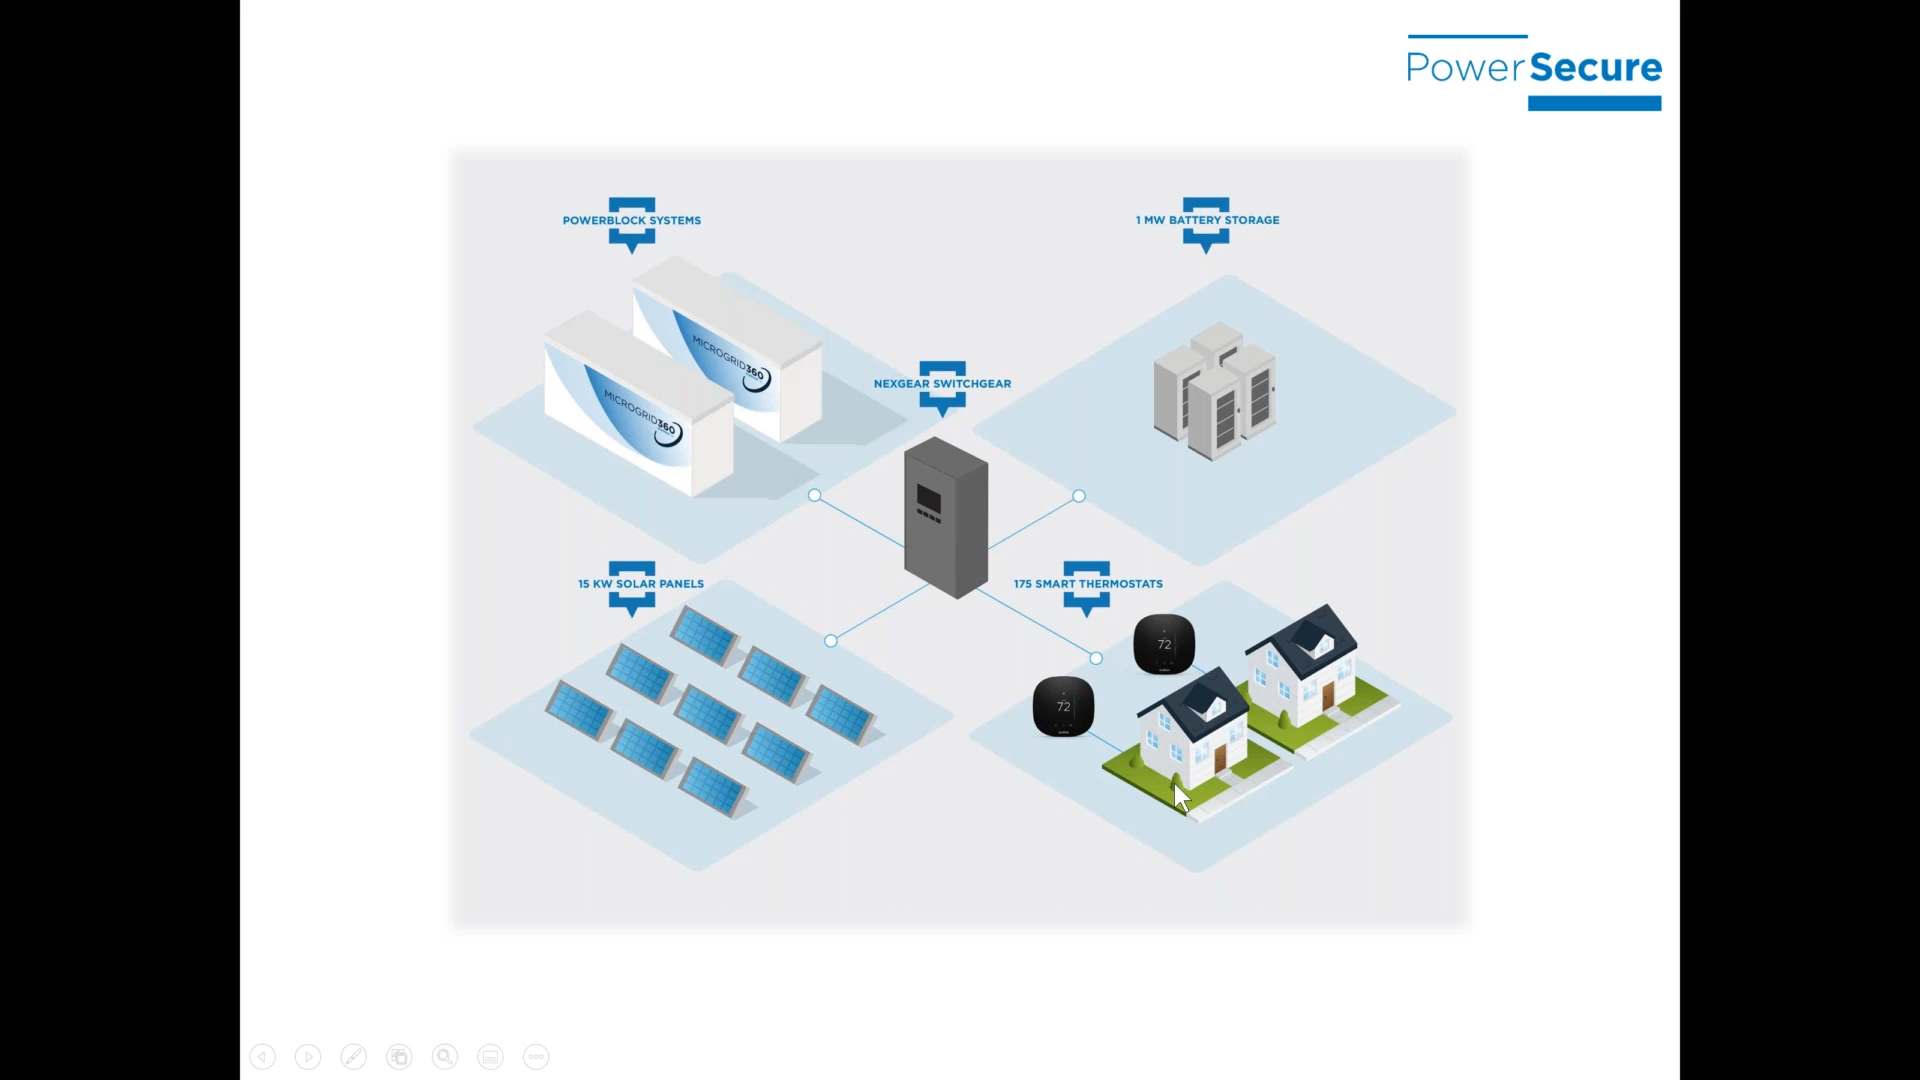 PowerSecure
POWERBLOCK SYSTEMS
1 MW BATTERY STORAGE
MICROGRID360
MICROGRID360
NEXGEAR SWITCHGEAR
15 KW SOLAR PANELS
175 SMART THERMOSTATS
72
72